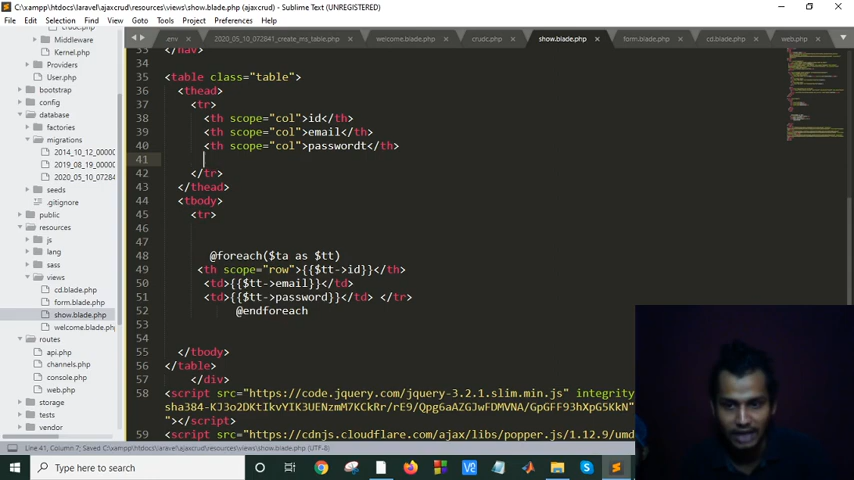 C:\xampp\htdocs\laravel\ajaxcrud\resources\views\show.blade.php (ajaxcrud) - Sublime Text (UNREGISTERED)
File Edit Selection Find View Goto Tools Project Preferences Help
.env 2020_05_10_072641_create_ms_table.php welcome.blade.php crudc.php show.blade.php form.blade.php cd.blade.php web.php
crudc.php
Middleware
Kernel.php
Providers
User.php
bootstrap
config
database
factories
migrations
2014_10_12_00000
2019_08_19_00000
2020_05_10_07264
seeds
.gitignore
public
resources
js
lang
sass
views
cd.blade.php
form.blade.php
show.blade.php
welcome.blade.php
routes
api.php
channels.php
console.php
web.php
storage
tests
vendor
33 </nav>
34
35 <table class="table">
36 <thead>
37 <tr>
38 <th scope="col">id</th>
39 <th scope="col">email</th>
40 <th scope="col">passwordt</th>
41
42 </tr>
43 </thead>
44 <tbody>
45 <tr>
46
47
48 @foreach($ta as $tt)
49 <th scope="row">{{$tt->id}}</th>
50 <td>{{$tt->email}}</td>
51 <td>{{$tt->password}}</td> </tr>
52 @endforeach
53
54
55 </tbody>
56 </table>
57 </div>
58 <script src="https://code.jquery.com/jquery-3.2.1.slim.min.js" integrity
sha384-KJ3o2DKtIkvYIK3UENzmM7KCkRr/rE9/Qpg6aAZGJwFDMVNA/GpGFF93hXpG5KkN"
"></script>
59 <script src="https://cdnjs.cloudflare.com/ajax/libs/popper.js/1.12.9/umd
Line 41, Column 7; Saved C:\xampp\htdocs\laravel\ajaxcrud\resources\views\show.blade.php (UTF-8)
Type here to search